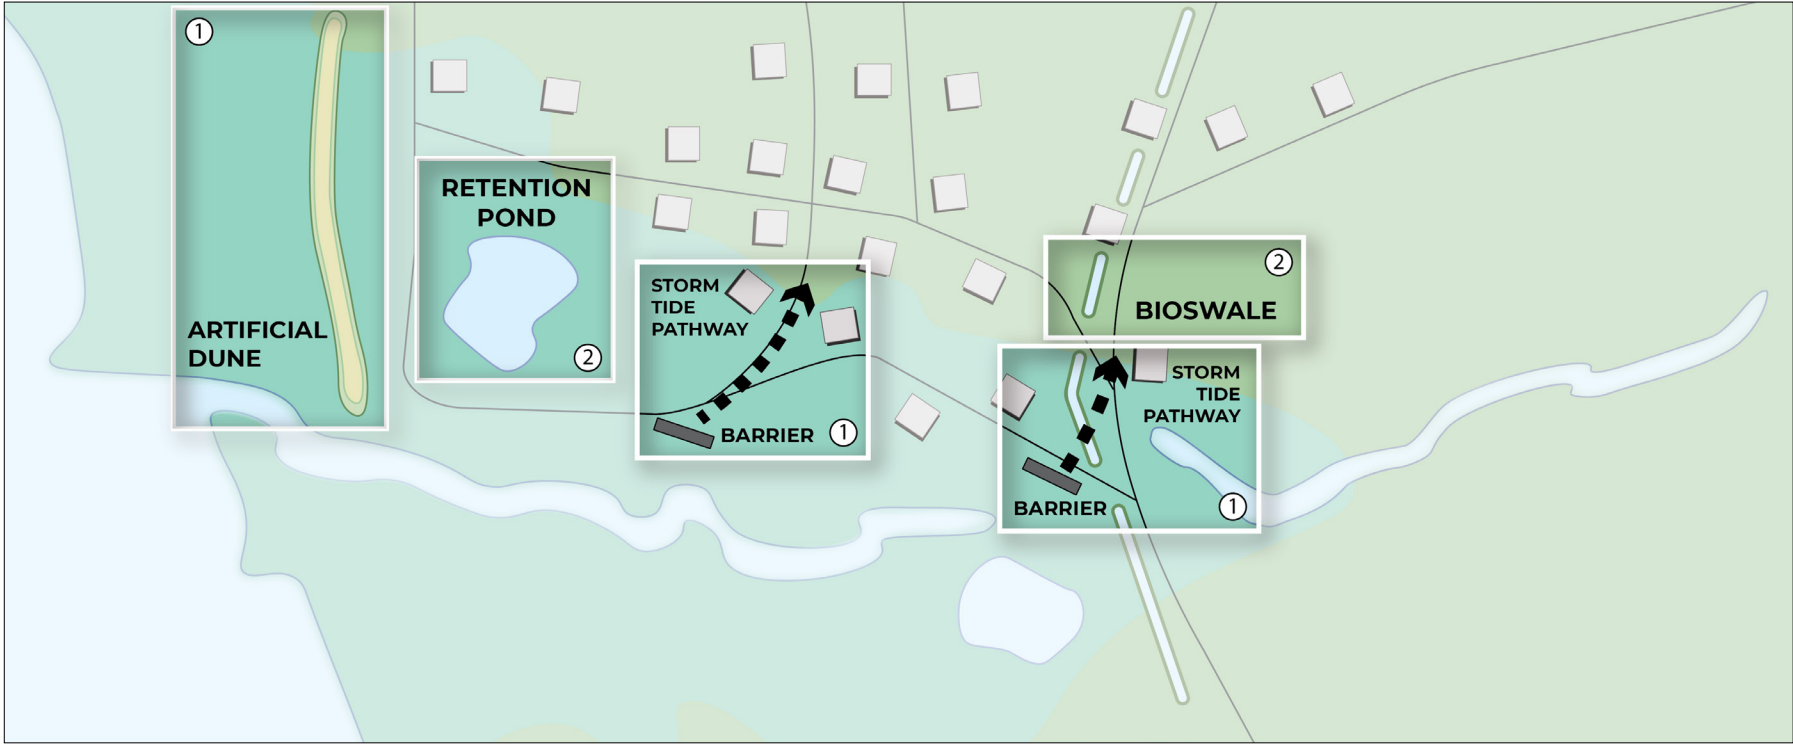 1
ARTIFICIAL
DUNE
RETENTION
POND
2
STORM
TIDE
PATHWAY
BARRIER 1
2
BIOSWALE
STORM
TIDE
PATHWAY
BARRIER
1